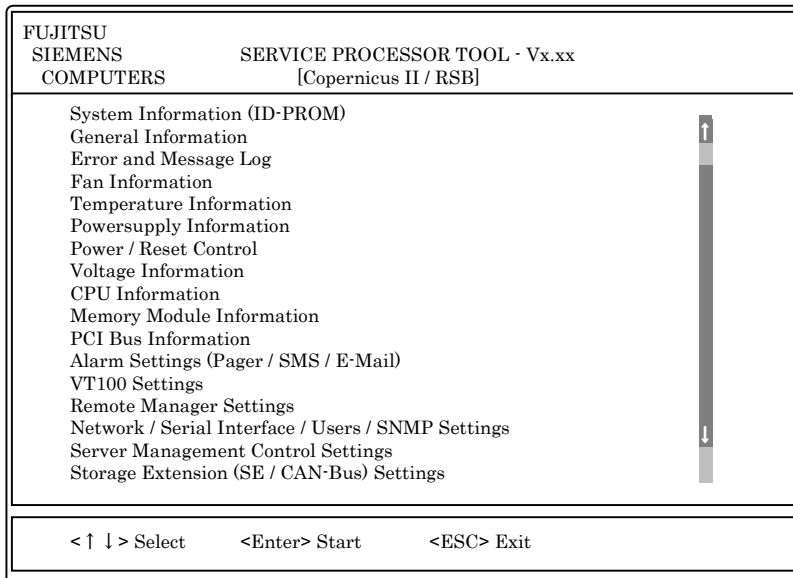 FUJITSU
SIEMENS SERVICE PROCESSOR TOOL - Vx.xx
COMPUTERS [Copernicus II / RSB]
System Information (ID-PROM)
General Information
Error and Message Log
Fan Information
Temperature Information
Powersupply Information
Power / Reset Control
Voltage Information
CPU Information
Memory Module Information
PCI Bus Information
Alarm Settings (Pager / SMS / E-Mail)
VT100 Settings
Remote Manager Settings
Network / Serial Interface / Users / SNMP Settings
Server Management Control Settings
Storage Extension (SE / CAN-Bus) Settings
<↑ ↓> Select <Enter> Start <ESC> Exit